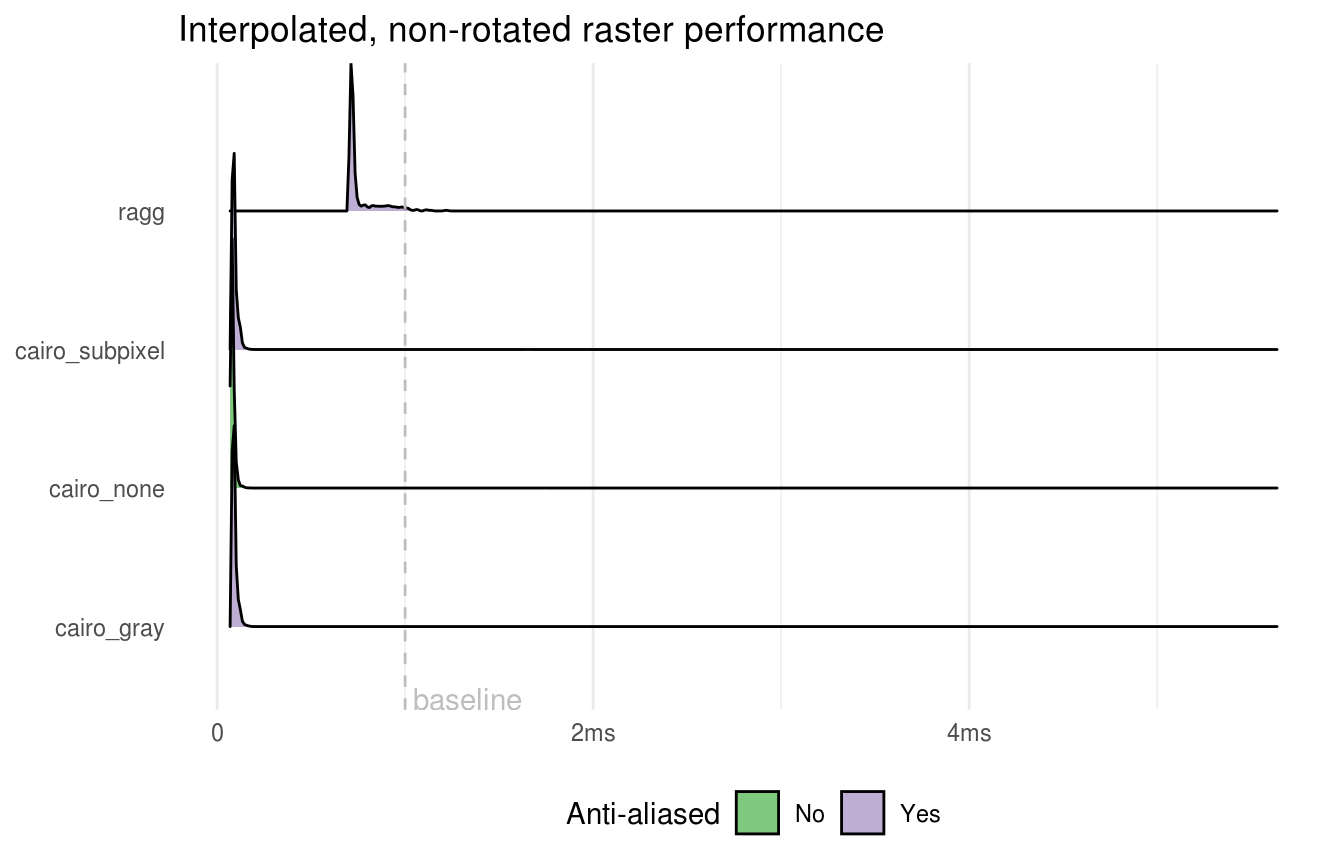 Interpolated, non-rotated raster performance
ragg
cairo_subpixel
cairo_none
cairo_gray
baseline
0 2ms 4ms
Anti-aliased No Yes